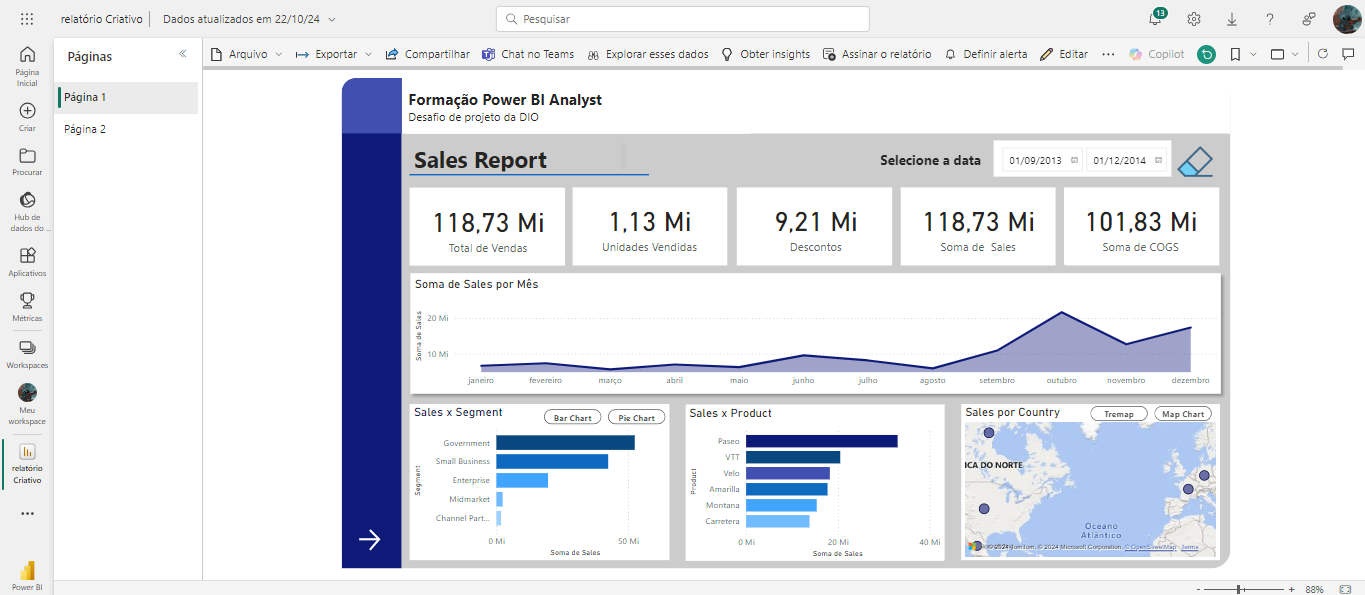 relatório Criativo
Dados atualizados em 22/10/24
Pesquisar
13
Página
Inicial
Criar
Procurar
Hub de
dados do ...
Aplicativos
Métricas
Workspaces
Meu
workspace
relatório
Criativo
Power BI
Páginas
Página 1
Página 2
Arquivo
Exportar
Compartilhar
Chat no Teams
Explorar esses dados
Obter insights
Assinar o relatório
Definir alerta
Editar
Copilot
Formação Power BI Analyst
Desafio de projeto da DIO
Sales Report
Selecione a data
01/09/2013
01/12/2014
118,73 Mi
Total de Vendas
1,13 Mi
Unidades Vendidas
9,21 Mi
Descontos
118,73 Mi
Soma de Sales
101,83 Mi
Soma de COGS
Soma de Sales por Mês
Soma de Sales
20 Mi
10 Mi
janeiro fevereiro março abril maio junho julho agosto setembro outubro novembro dezembro
Sales x Segment
Bar Chart
Pie Chart
Segment
Government
Small Business
Enterprise
Midmarket
Channel Part...
0 Mi 50 Mi
Soma de Sales
Sales x Product
Product
Paseo
VTT
Velo
Amarilla
Montana
Carretera
0 Mi 20 Mi 40 Mi
Soma de Sales
Sales por Country
Tremap
Map Chart
ICA DO NORTE
Oceano
Atlântico
© 2024 TomTom, © 2024 Microsoft Corporation, © OpenStreetMap Terms
88%